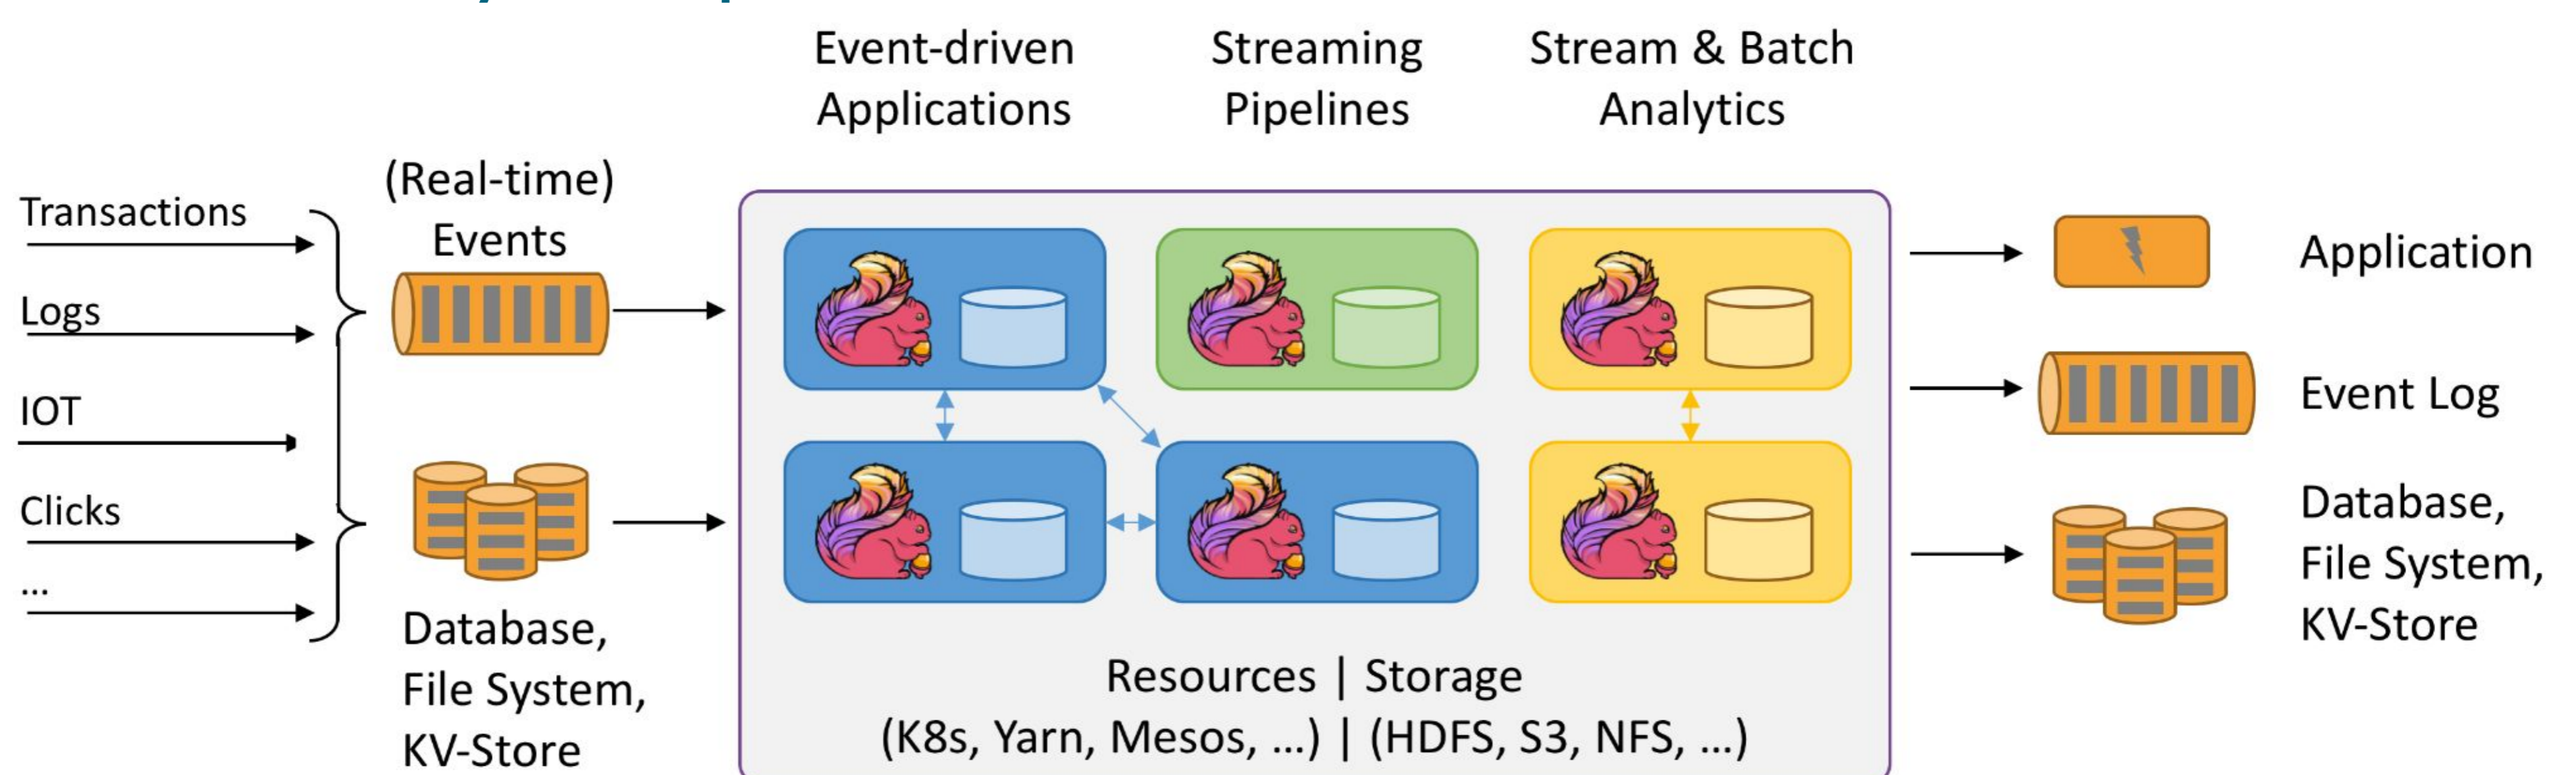 Event-driven
Applications
Streaming
Pipelines
Stream & Batch
Analytics
Transactions
Logs
IOT
Clicks
...
(Real-time)
Events
Database,
File System,
KV-Store
Resources | Storage
(K8s, Yarn, Mesos, ...) | (HDFS, S3, NFS, ...)
Application
Event Log
Database,
File System,
KV-Store